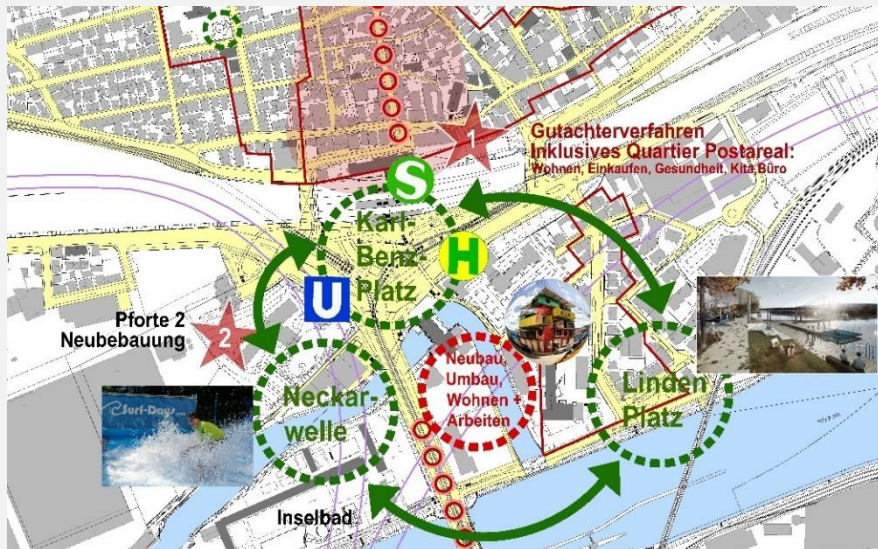 1
Gutachterverfahren
Inklusives Quartier Postareal:
Wohnen, Einkaufen, Gesundheit, Kita, Büro
S
Karl-
Benz-
Platz
H
U
Pforte 2
Neubebauung
2
Neckar-
welle
Neubau,
Umbau,
Wohnen +
Arbeiten
Linden
Platz
Surf-Days
Inselbad